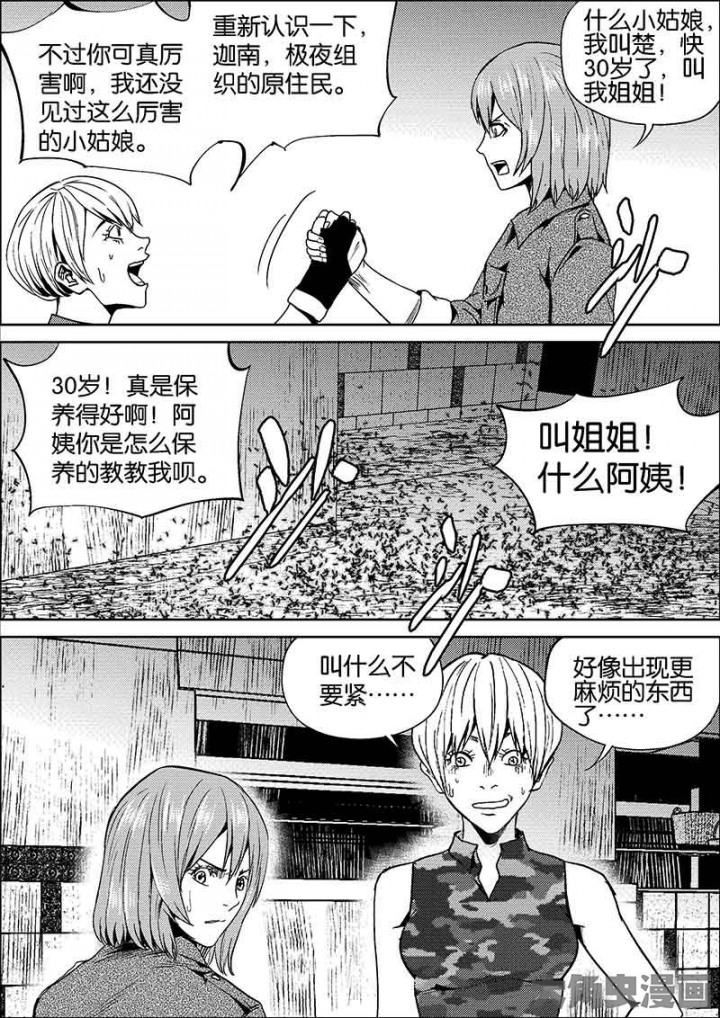 重新认识一下，
迦南，极夜组
织的原住民。
不过你可真厉
害啊，我还没
见过这么厉害
的小姑娘。
什么小姑娘，
我叫楚，快
30岁了，叫
我姐姐！
30岁！真是保
养得好啊！阿
姨你是怎么保
养的教教我呗。
叫姐姐！
什么阿姨！
叫什么不
要紧……
好像出现更
麻烦的东西
了……
漫画